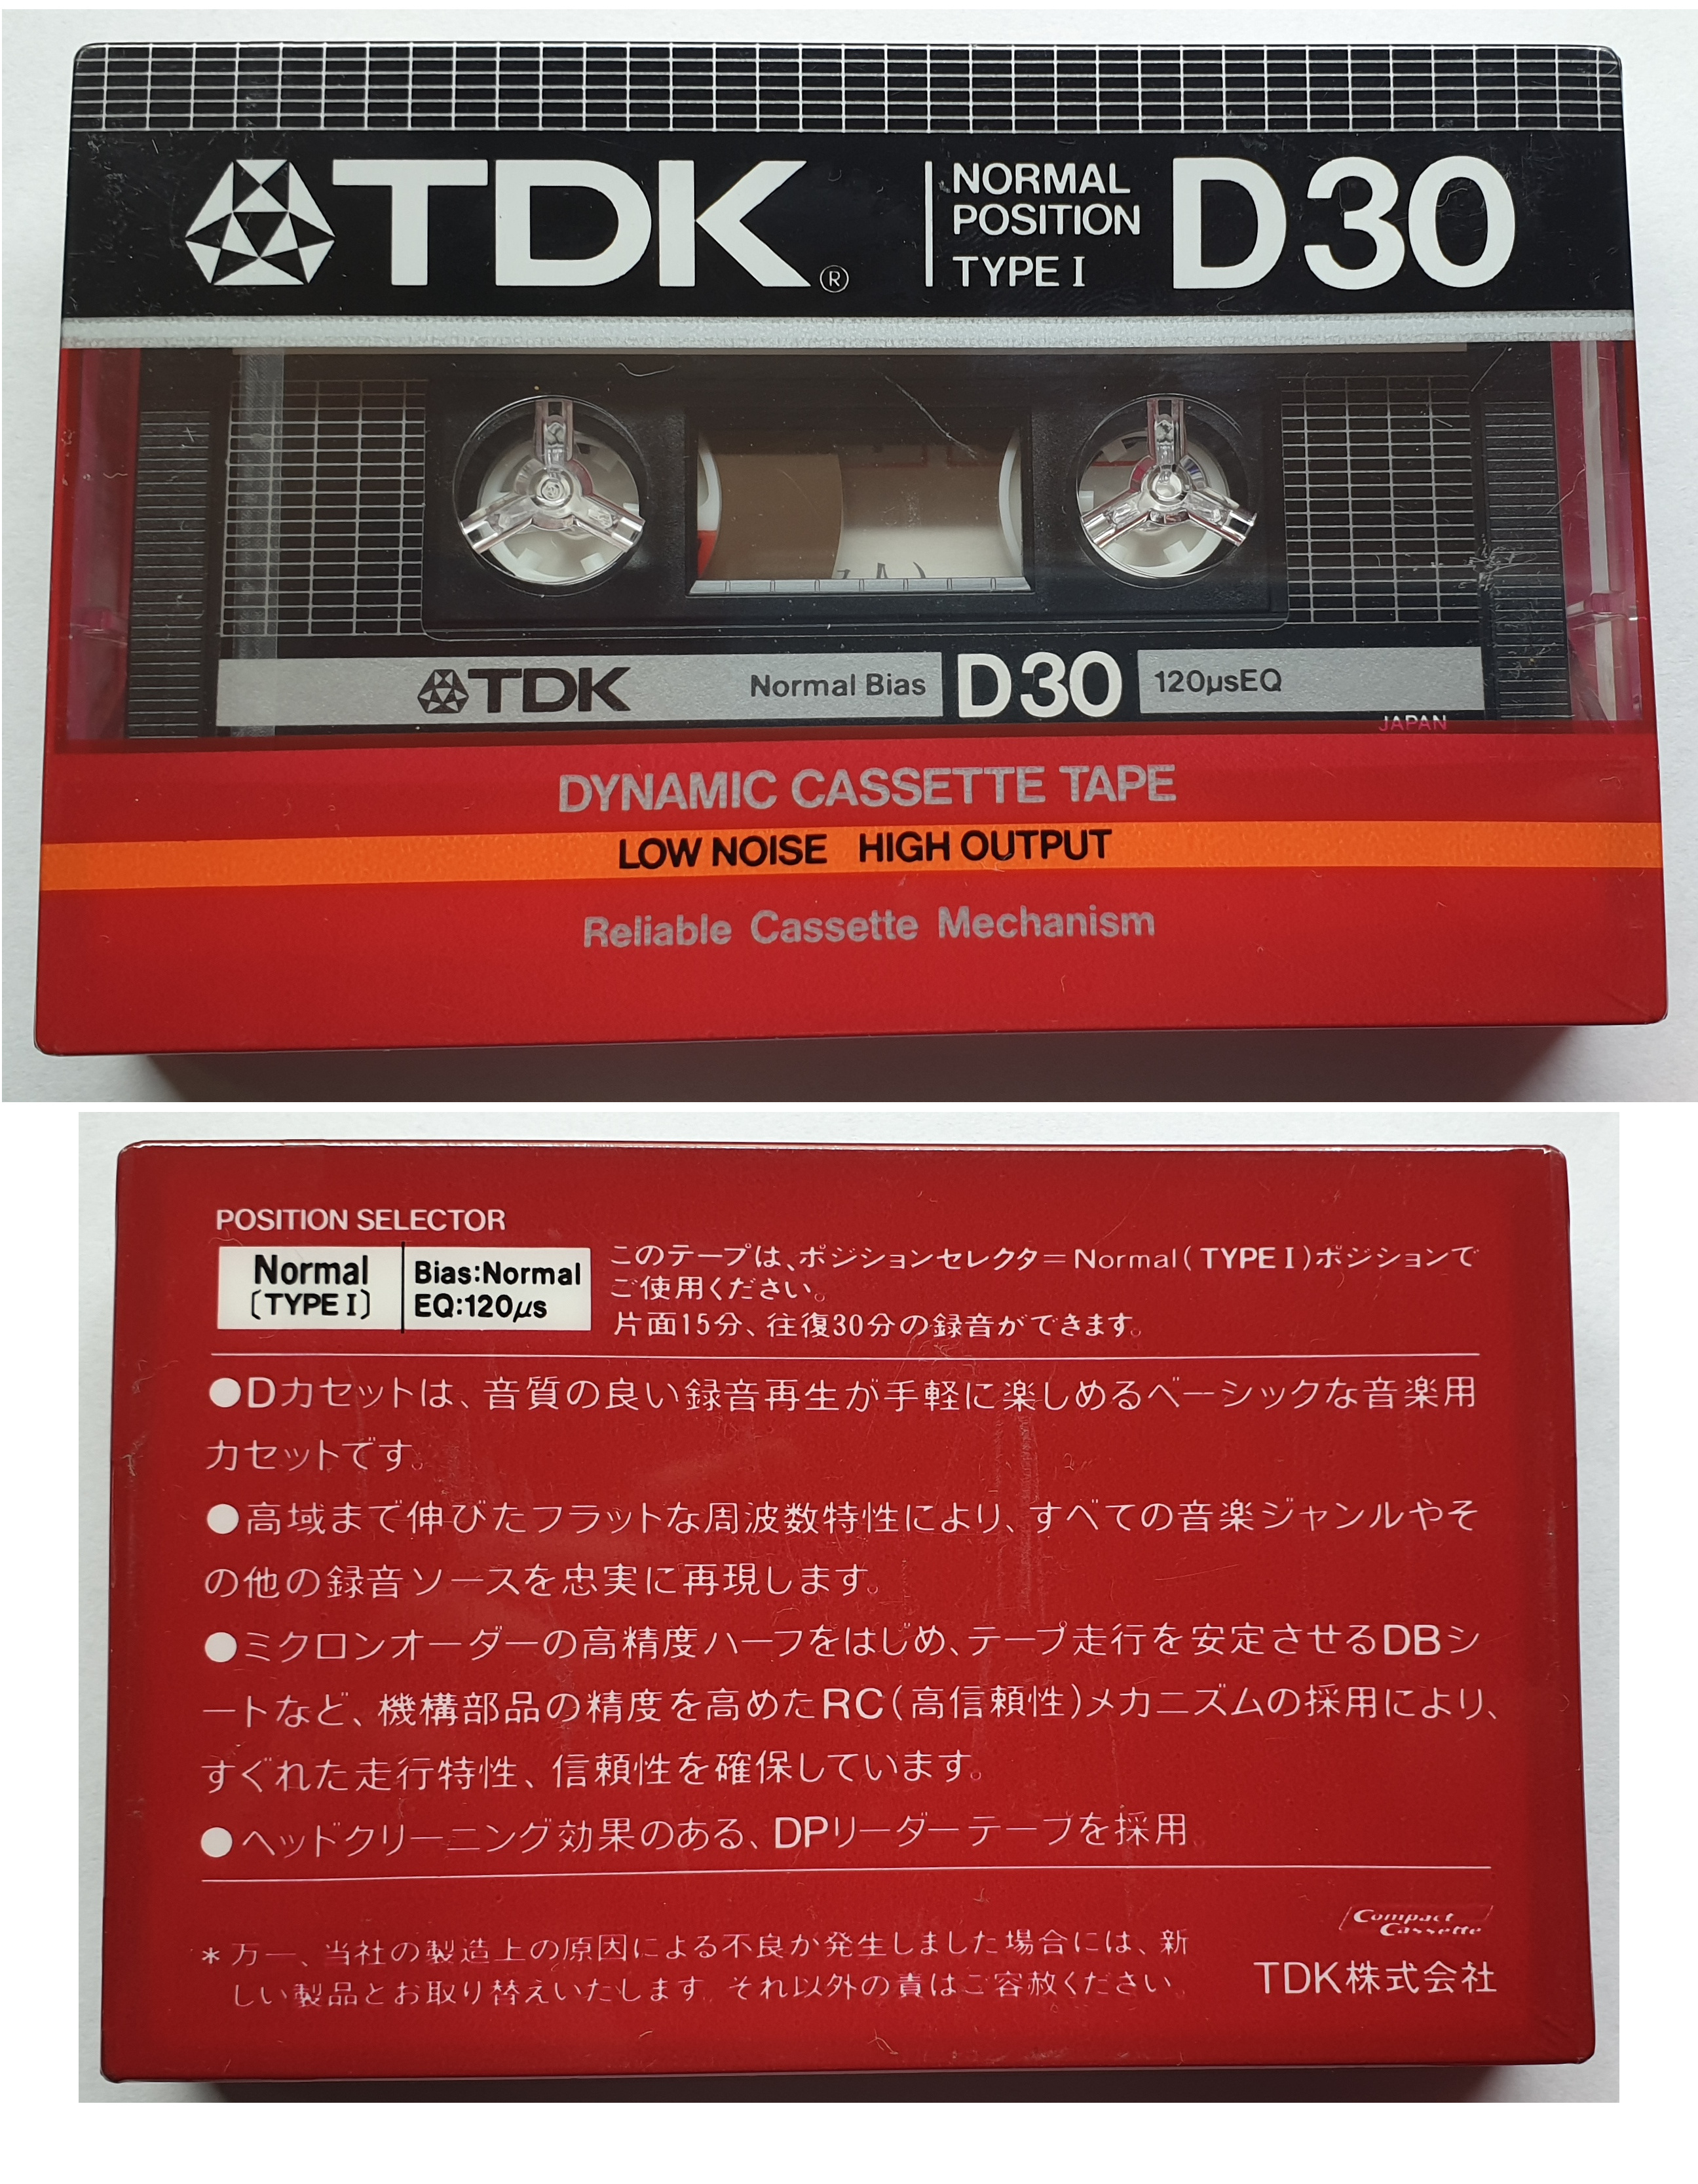 TDK®
NORMAL
POSITION
TYPE I
D30
TDK Normal Bias D30 120µsEQ
JAPAN
DYNAMIC CASSETTE TAPE
LOW NOISE HIGH OUTPUT
Reliable Cassette Mechanism
POSITION SELECTOR
Normal
(TYPE I)
Bias:Normal
EQ:120µs
このテープは、ポジションセレクタ=Normal(TYPE I)ポジションで
ご使用ください。
片面15分、往復30分の録音ができます。
●Dカセットは、音質の良い録音再生が手軽に楽しめるベーシックな音楽用
カセットです。
●高域まで伸びたフラットな周波数特性により、すべての音楽ジャンルやそ
の他の録音ソースを忠実に再現します。
●ミクロンオーダーの高精度ハーフをはじめ、テープ走行を安定させるDBシ
ートなど、機構部品の精度を高めたRC(高信頼性)メカニズムの採用により、
すぐれた走行特性、信頼性を確保しています。
●ヘッドクリーニング効果のある、DPリーダーテープを採用
*万一、当社の製造上の原因による不良が発生しました場合には、新
しい製品とお取り替えいたします。それ以外の責はご容赦ください。
Compact
Cassette
TDK株式会社